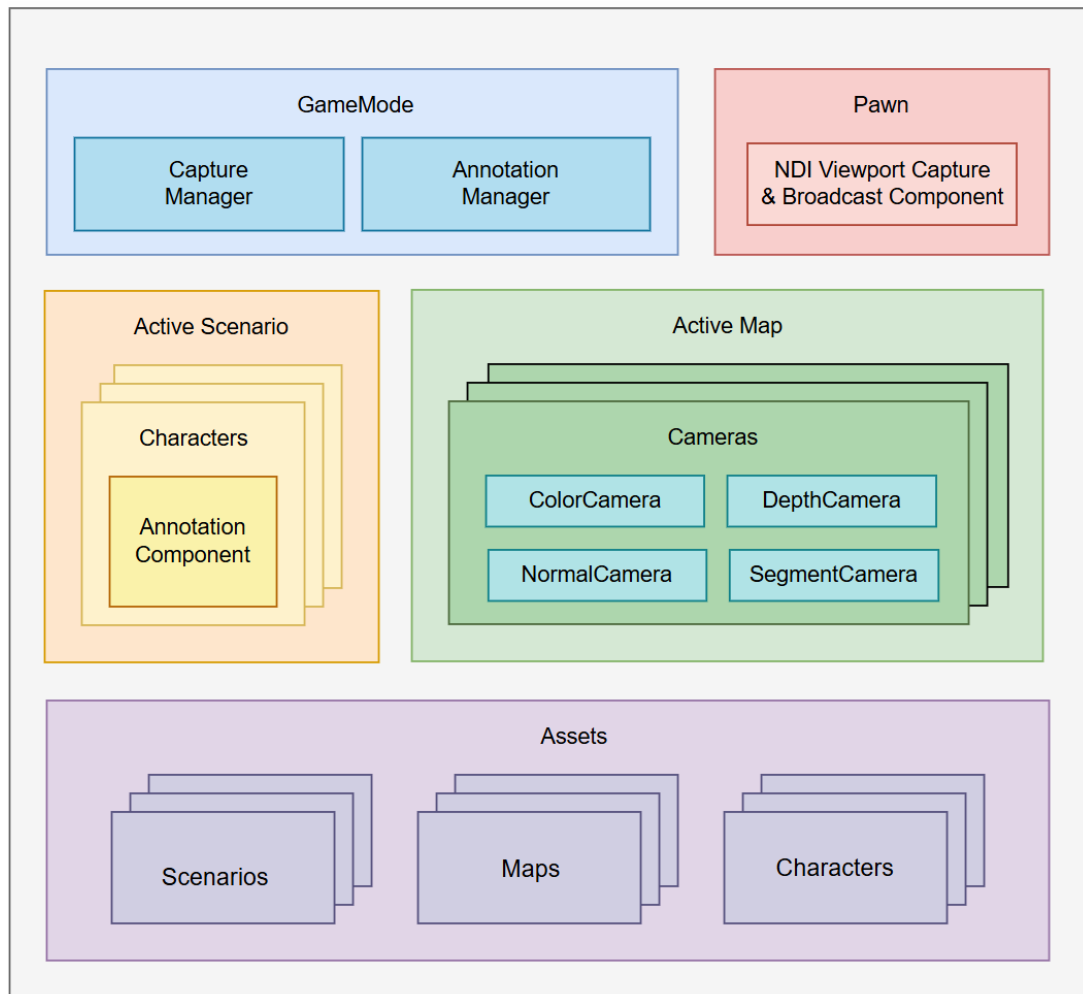 GameMode
Capture
Manager
Annotation
Manager
Pawn
NDI Viewport Capture
& Broadcast Component
Active Scenario
Characters
Annotation
Component
Active Map
Cameras
ColorCamera
DepthCamera
NormalCamera
SegmentCamera
Assets
Scenarios
Maps
Characters